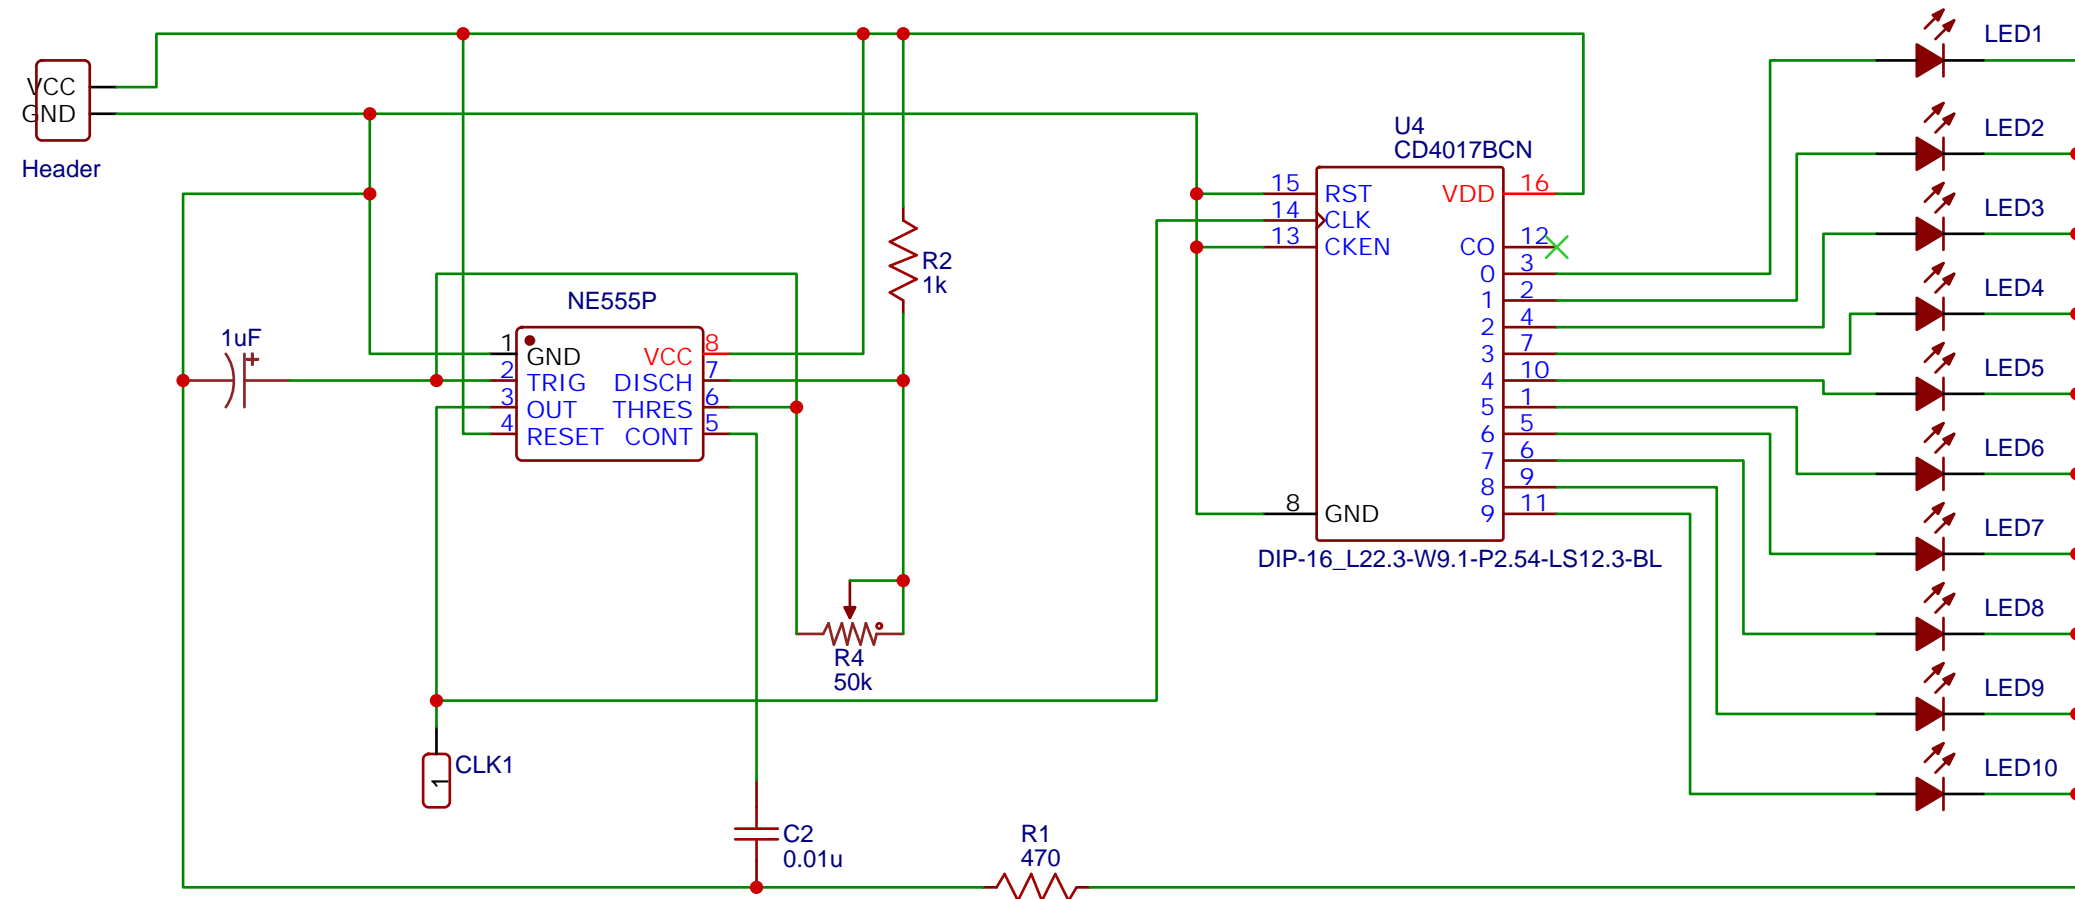 VCC
GND
Header
1uF
NE555P
1
GND
2
TRIG
3
OUT
4
RESET
8
VCC
7
DISCH
6
THRES
5
CONT
R2
1k
R4
50k
CLK1
1
C2
0.01u
R1
470
U4
CD4017BCN
15
RST
14
CLK
13
CKEN
8
GND
VDD
16
CO
12
0
3
1
2
2
4
3
7
4
10
5
1
6
5
7
6
8
9
9
11
DIP-16_L22.3-W9.1-P2.54-LS12.3-BL
LED1
LED2
LED3
LED4
LED5
LED6
LED7
LED8
LED9
LED10